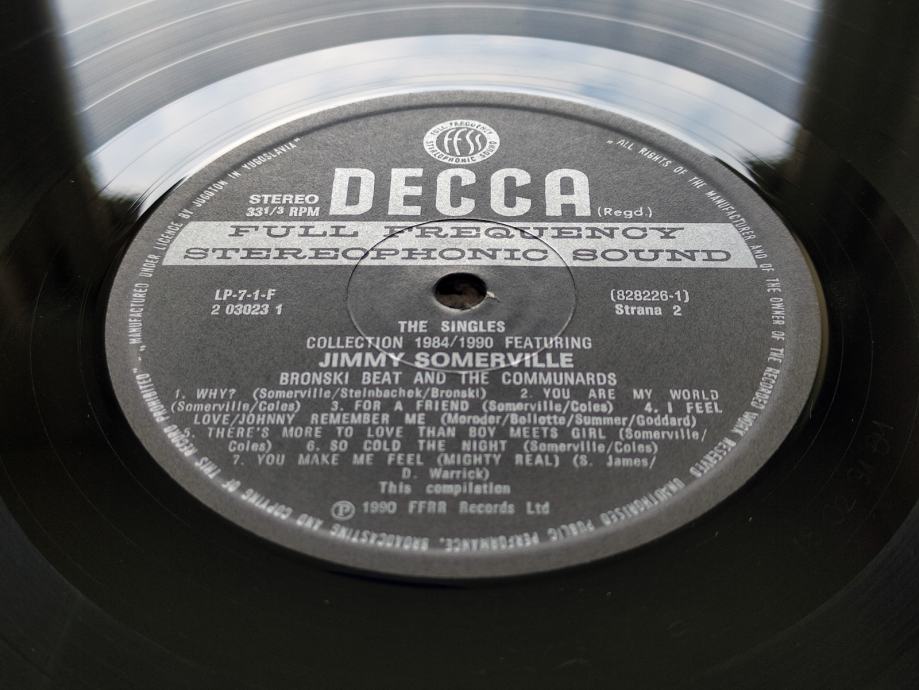 FULL FREQUENCY
FFSS
STEREOPHONIC SOUND
DECCA (Regd.)
STEREO
33 1/3 RPM
FULL FREQUENCY
STEREOPHONIC SOUND
LP-7-1-F
2 03023 1
(828226-1)
Strana 2
THE SINGLES
COLLECTION 1984/1990 FEATURING
JIMMY SOMERVILLE
BRONSKI BEAT AND THE COMMUNARDS
1. WHY? (Somerville/Steinbachek/Bronski) 2. YOU ARE MY WORLD
(Somerville/Coles) 3. FOR A FRIEND (Somerville/Coles) 4. I FEEL
LOVE/JOHNNY REMEMBER ME (Moroder/Bellotte/Summer/Goddard)
5. THERE'S MORE TO LOVE THAN BOY MEETS GIRL (Somerville/
Coles) 6. SO COLD THE NIGHT (Somerville/Coles)
7. YOU MAKE ME FEEL (MIGHTY REAL) (S. James/
D. Warrick)
This compilation
℗ 1990 FFRR Records Ltd
„MANUFACTURED UNDER LICENCE BY JUGOTON IN YUGOSLAVIA"
„ALL RIGHTS OF THE MANUFACTURER AND OF THE OWNER OF THE RECORDED WORK RESERVED UNAUTHORISED PUBLIC PERFORMANCE, BROADCASTING AND COPYING OF THIS RECORD PROHIBITED"